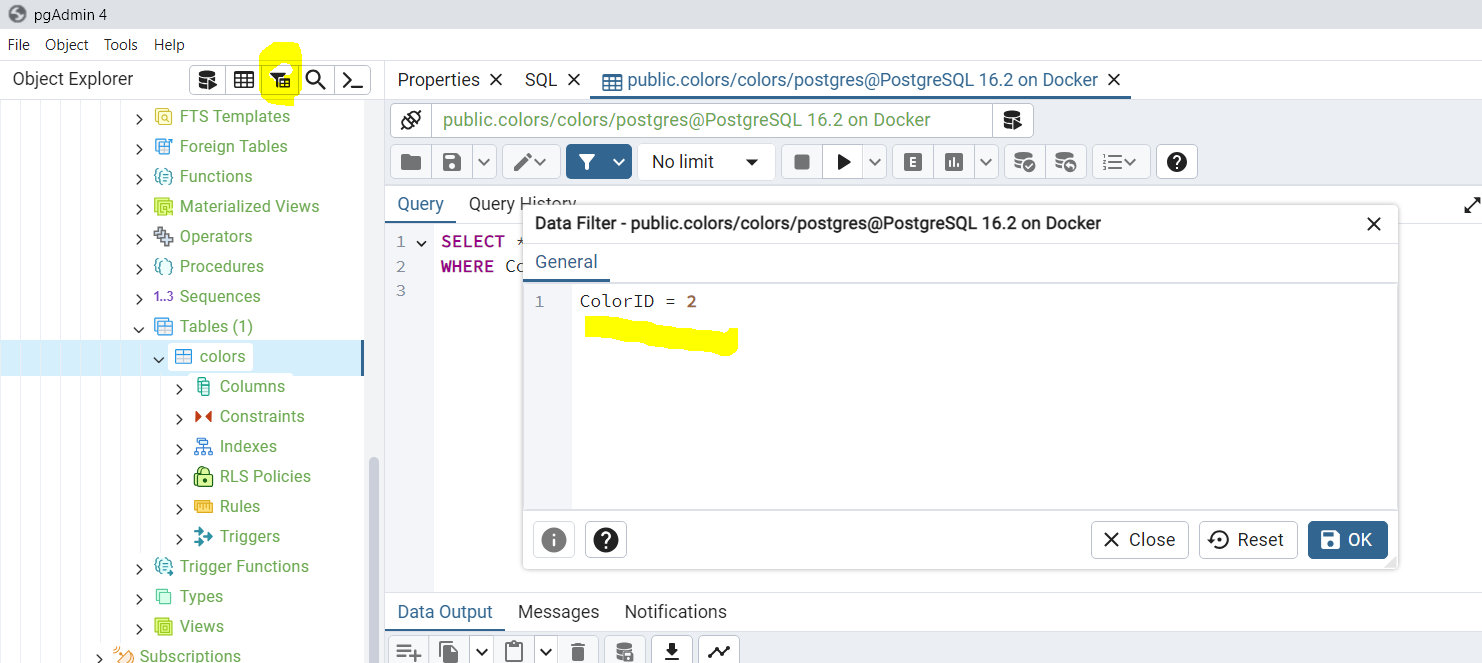 pgAdmin 4
File Object Tools Help
Object Explorer
Properties SQL public.colors/colors/postgres@PostgreSQL 16.2 on Docker
public.colors/colors/postgres@PostgreSQL 16.2 on Docker
No limit
E
Query Query History
1 SELECT *
2 WHERE Co
3
Data Filter - public.colors/colors/postgres@PostgreSQL 16.2 on Docker
General
1 ColorID = 2
Close Reset OK
Data Output Messages Notifications
FTS Templates
Foreign Tables
Functions
Materialized Views
Operators
Procedures
1..3 Sequences
Tables (1)
colors
Columns
Constraints
Indexes
RLS Policies
Rules
Triggers
Trigger Functions
Types
Views
Subscriptions